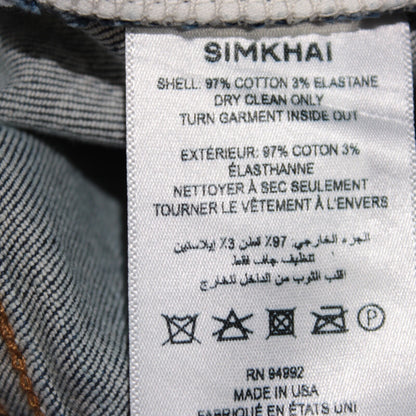 SIMKHAI
SHELL: 97% COTTON 3% ELASTANE
DRY CLEAN ONLY
TURN GARMENT INSIDE OUT
EXTÉRIEUR: 97% COTON 3%
ÉLASTHANNE
NETTOYER À SEC SEULEMENT
TOURNER LE VÊTEMENT À L'ENVERS
الجزء الخارجي: 97٪ قطن 3٪ إيلاستين
تنظيف جاف فقط
اقلب الثوب من الداخل للخارج
P
RN 94992
MADE IN USA
FABRIQUÉ EN ÉTATS UNI